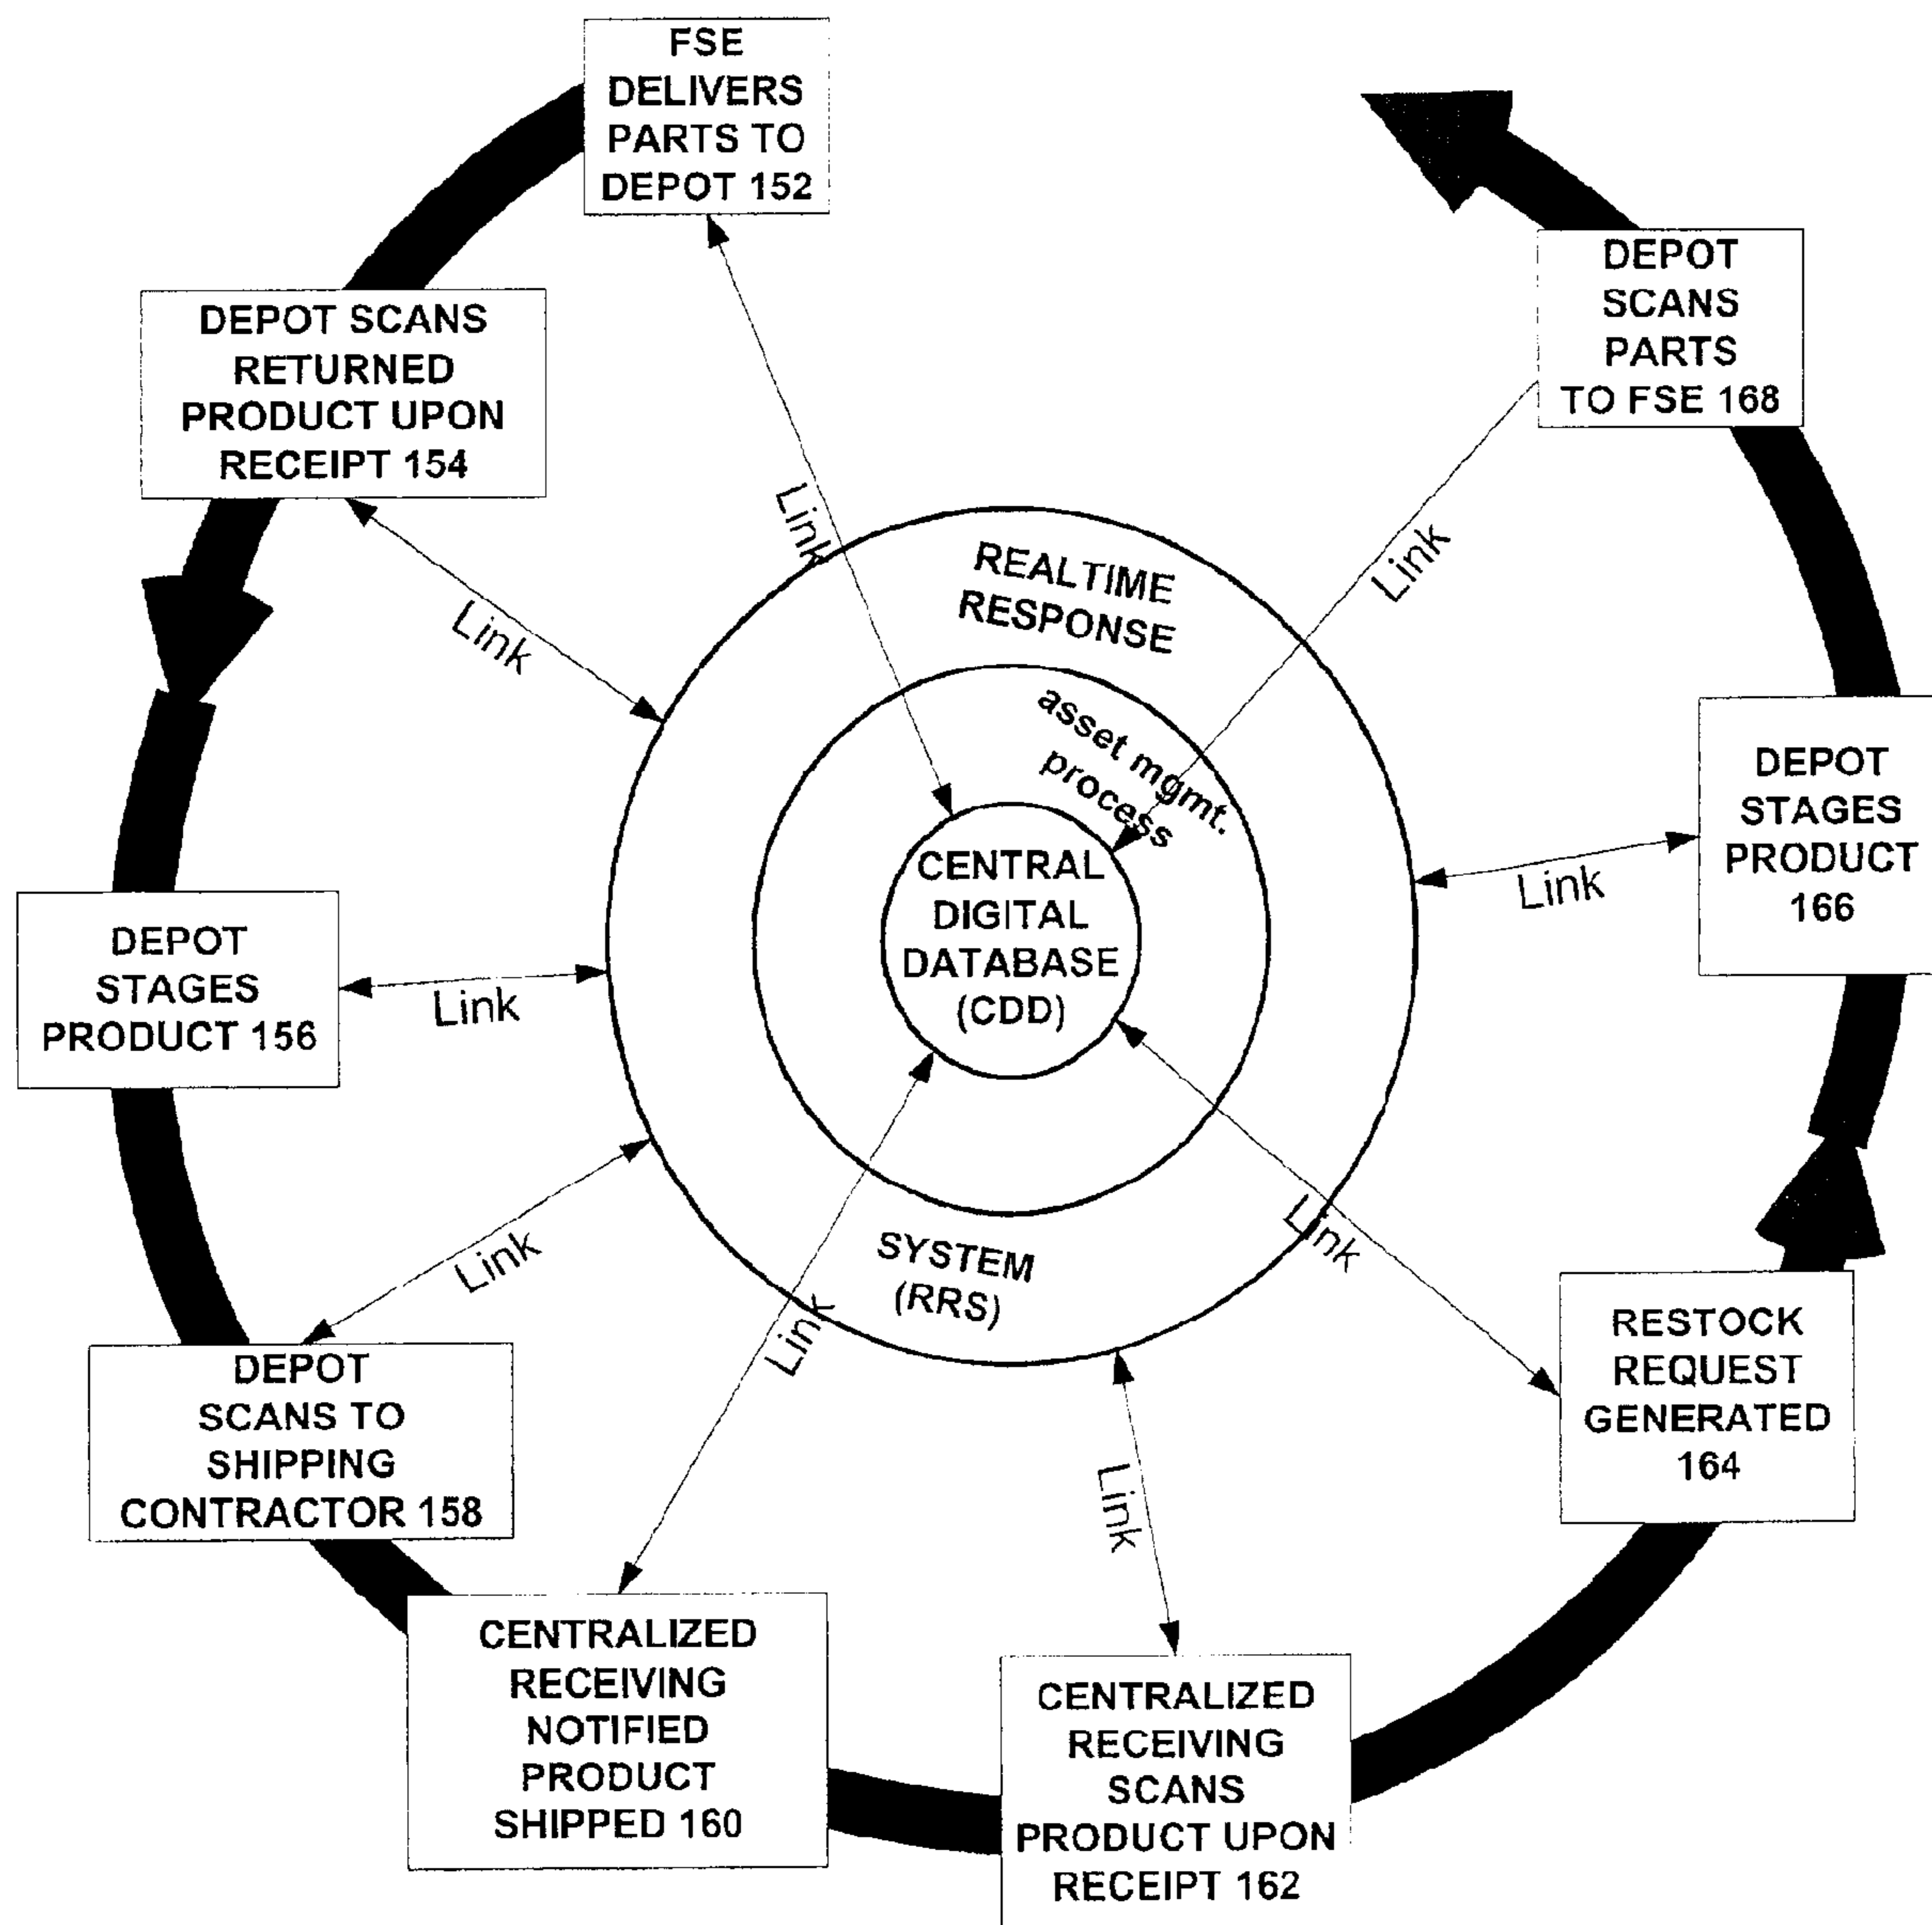 FSE
DELIVERS
PARTS TO
DEPOT 152
DEPOT SCANS
RETURNED
PRODUCT UPON
RECEIPT 154
DEPOT
STAGES
PRODUCT 156
DEPOT
SCANS TO
SHIPPING
CONTRACTOR 158
CENTRALIZED
RECEIVING
NOTIFIED
PRODUCT
SHIPPED 160
CENTRALIZED
RECEIVING
SCANS
PRODUCT UPON
RECEIPT 162
RESTOCK
REQUEST
GENERATED
164
DEPOT
STAGES
PRODUCT
166
DEPOT
SCANS
PARTS
TO FSE 168
Link
Link
Link
Link
Link
Link
Link
Link
Link
REALTIME
RESPONSE
asset mgmt.
process
CENTRAL
DIGITAL
DATABASE
(CDD)
SYSTEM
(RRS)